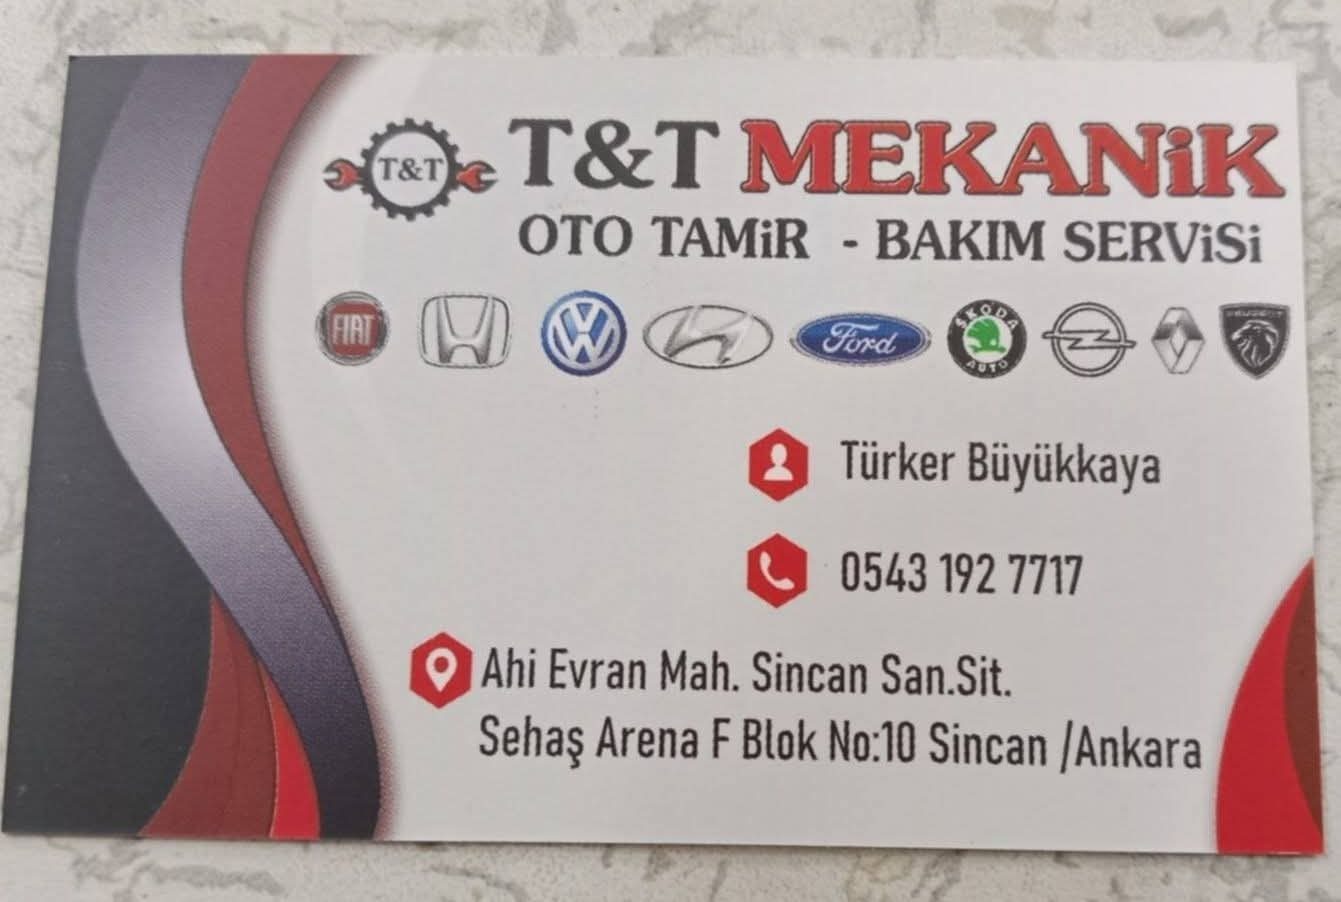 T&T
T&T MEKANiK
OTO TAMiR - BAKIM SERViSi
FIAT
Ford
ŠKODA
AUTO
PEUGEOT
Türker Büyükkaya
0543 192 7717
Ahi Evran Mah. Sincan San.Sit.
Sehaş Arena F Blok No:10 Sincan /Ankara